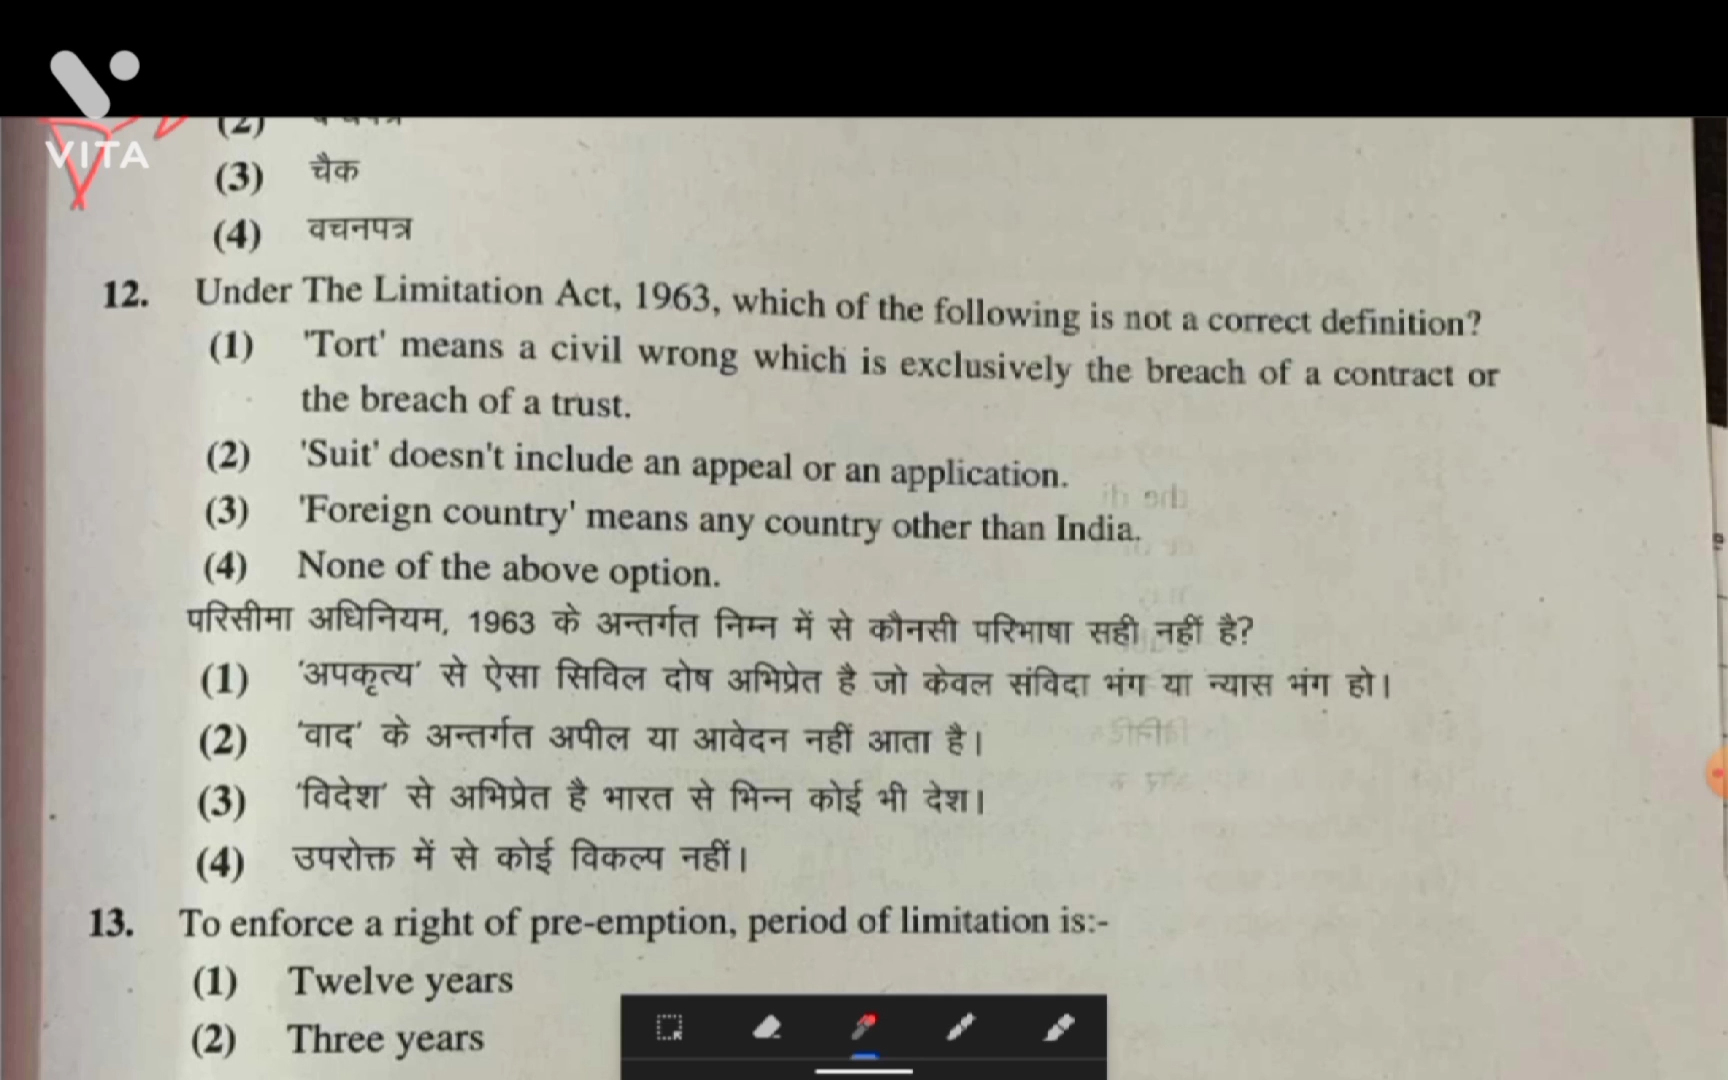 VITA
(2)
(3) चैक
(4) वचनपत्र
12. Under The Limitation Act, 1963, which of the following is not a correct definition?
(1) 'Tort' means a civil wrong which is exclusively the breach of a contract or
the breach of a trust.
(2) 'Suit' doesn't include an appeal or an application.
(3) 'Foreign country' means any country other than India.
(4) None of the above option.
परिसीमा अधिनियम, 1963 के अन्तर्गत निम्न में से कौनसी परिभाषा सही नहीं है?
(1) 'अपकृत्य' से ऐसा सिविल दोष अभिप्रेत है जो केवल संविदा भंग या न्यास भंग हो।
(2) 'वाद' के अन्तर्गत अपील या आवेदन नहीं आता है।
(3) 'विदेश' से अभिप्रेत है भारत से भिन्न कोई भी देश।
(4) उपरोक्त में से कोई विकल्प नहीं।
13. To enforce a right of pre-emption, period of limitation is:-
(1) Twelve years
(2) Three years